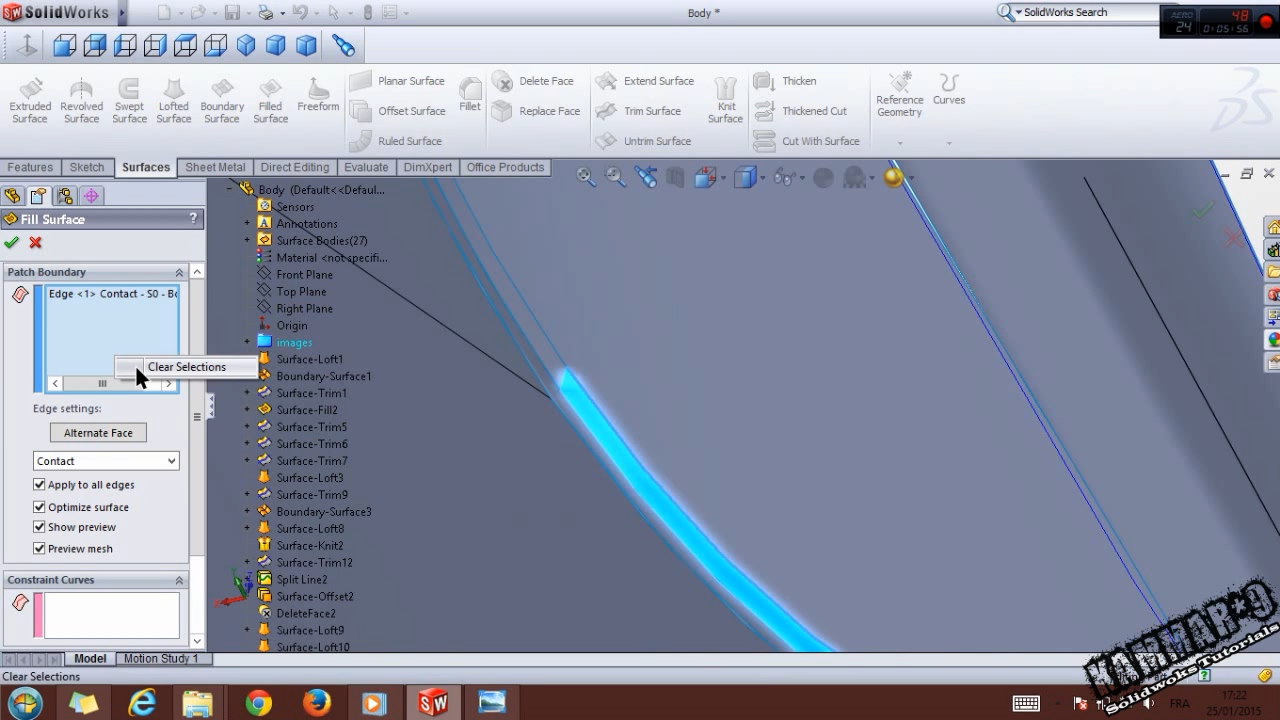 SolidWorks
Body *
SolidWorks Search
AERO
24
48
0:05:56
Extruded Surface
Revolved Surface
Swept Surface
Lofted Surface
Boundary Surface
Filled Surface
Freeform
Planar Surface
Offset Surface
Ruled Surface
Fillet
Delete Face
Replace Face
Extend Surface
Trim Surface
Untrim Surface
Knit Surface
Thicken
Thickened Cut
Cut With Surface
Reference Geometry
Curves
Features
Sketch
Surfaces
Sheet Metal
Direct Editing
Evaluate
DimXpert
Office Products
Fill Surface
?
Patch Boundary
Edge <1> Contact - S0 - Bo
Clear Selections
Edge settings:
Alternate Face
Contact
Apply to all edges
Optimize surface
Show preview
Preview mesh
Constraint Curves
Body (Default<<Defaul...
Sensors
Annotations
Surface Bodies(27)
Material <not specifi...
Front Plane
Top Plane
Right Plane
Origin
images
Surface-Loft1
Boundary-Surface1
Surface-Trim1
Surface-Fill2
Surface-Trim5
Surface-Trim6
Surface-Trim7
Surface-Loft3
Surface-Trim9
Boundary-Surface3
Surface-Loft8
Surface-Knit2
Surface-Trim12
Split Line2
Surface-Offset2
DeleteFace2
Surface-Loft9
Surface-Loft10
Model
Motion Study 1
Clear Selections
Solidwoks Tutorials
FRA
17:22
25/01/2015